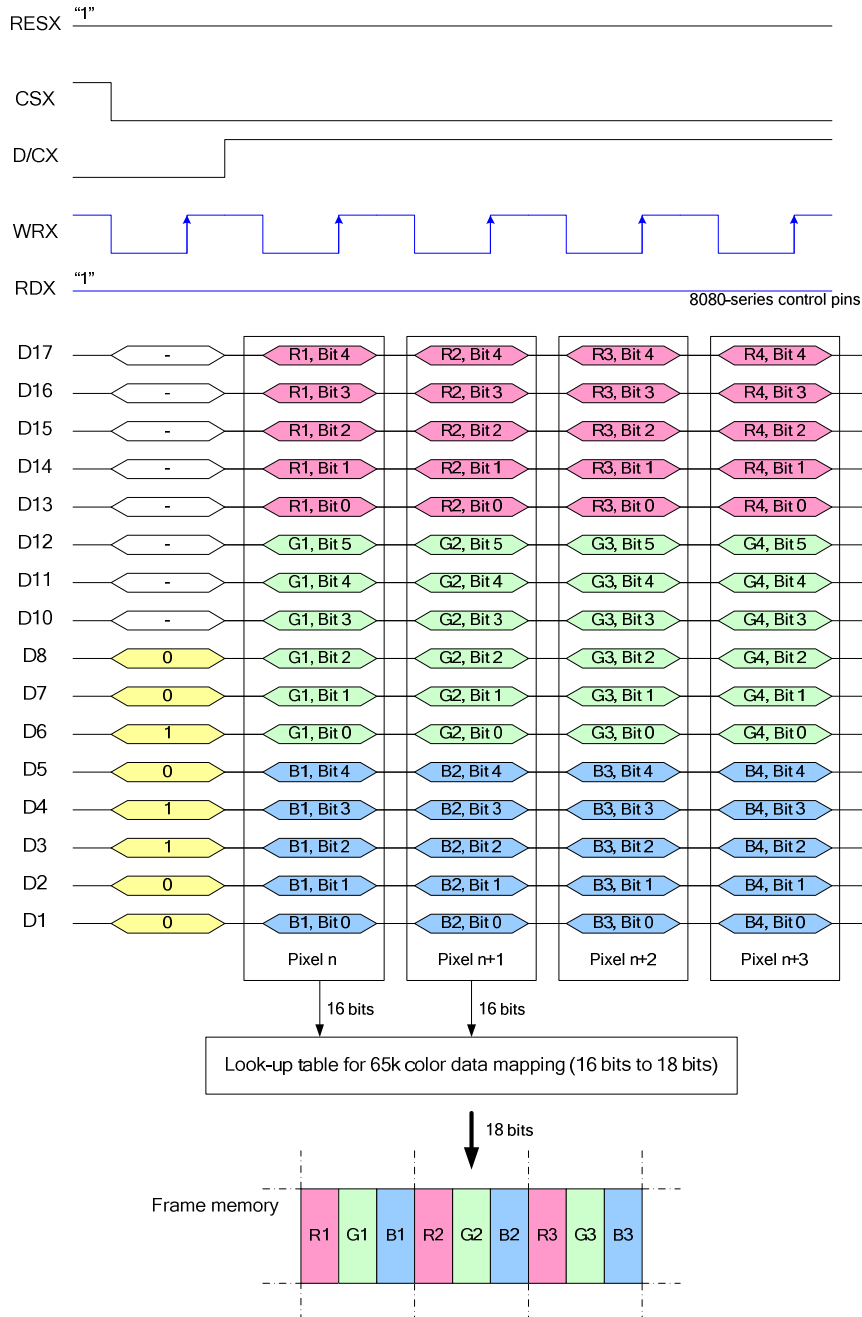 RESX “1”
CSX
D/CX
WRX
RDX “1”
8080-series control pins
D17 - R1, Bit 4 R2, Bit 4 R3, Bit 4 R4, Bit 4
D16 - R1, Bit 3 R2, Bit 3 R3, Bit 3 R4, Bit 3
D15 - R1, Bit 2 R2, Bit 2 R3, Bit 2 R4, Bit 2
D14 - R1, Bit 1 R2, Bit 1 R3, Bit 1 R4, Bit 1
D13 - R1, Bit 0 R2, Bit 0 R3, Bit 0 R4, Bit 0
D12 - G1, Bit 5 G2, Bit 5 G3, Bit 5 G4, Bit 5
D11 - G1, Bit 4 G2, Bit 4 G3, Bit 4 G4, Bit 4
D10 - G1, Bit 3 G2, Bit 3 G3, Bit 3 G4, Bit 3
D8 0 G1, Bit 2 G2, Bit 2 G3, Bit 2 G4, Bit 2
D7 0 G1, Bit 1 G2, Bit 1 G3, Bit 1 G4, Bit 1
D6 1 G1, Bit 0 G2, Bit 0 G3, Bit 0 G4, Bit 0
D5 0 B1, Bit 4 B2, Bit 4 B3, Bit 4 B4, Bit 4
D4 1 B1, Bit 3 B2, Bit 3 B3, Bit 3 B4, Bit 3
D3 1 B1, Bit 2 B2, Bit 2 B3, Bit 2 B4, Bit 2
D2 0 B1, Bit 1 B2, Bit 1 B3, Bit 1 B4, Bit 1
D1 0 B1, Bit 0 B2, Bit 0 B3, Bit 0 B4, Bit 0
Pixel n Pixel n+1 Pixel n+2 Pixel n+3
16 bits 16 bits
Look-up table for 65k color data mapping (16 bits to 18 bits)
18 bits
Frame memory
R1 G1 B1 R2 G2 B2 R3 G3 B3